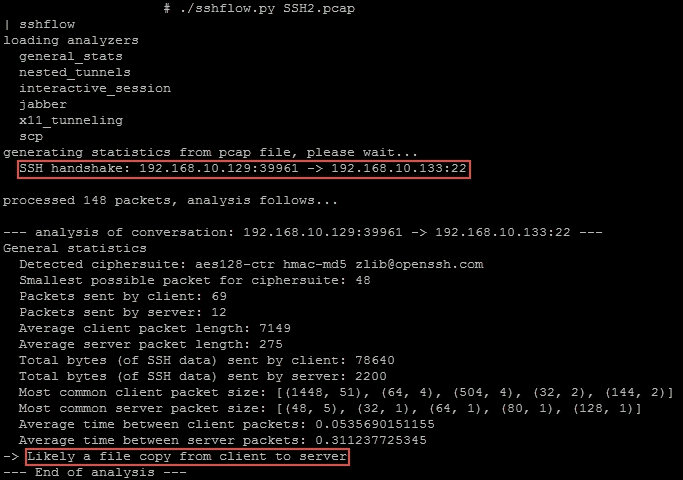 # ./sshflow.py SSH2.pcap
| sshflow
loading analyzers
general_stats
nested_tunnels
interactive_session
jabber
x11_tunneling
scp
generating statistics from pcap file, please wait...
SSH handshake: 192.168.10.129:39961 -> 192.168.10.133:22
processed 148 packets, analysis follows...
--- analysis of conversation: 192.168.10.129:39961 -> 192.168.10.133:22 ---
General statistics
Detected ciphersuite: aes128-ctr hmac-md5 zlib@openssh.com
Smallest possible packet for ciphersuite: 48
Packets sent by client: 69
Packets sent by server: 12
Average client packet length: 7149
Average server packet length: 275
Total bytes (of SSH data) sent by client: 78640
Total bytes (of SSH data) sent by server: 2200
Most common client packet size: [(1448, 51), (64, 4), (504, 4), (32, 2), (144, 2)]
Most common server packet size: [(48, 5), (32, 1), (64, 1), (80, 1), (128, 1)]
Average time between client packets: 0.0535690151155
Average time between server packets: 0.311237725345
-> Likely a file copy from client to server
--- End of analysis ---